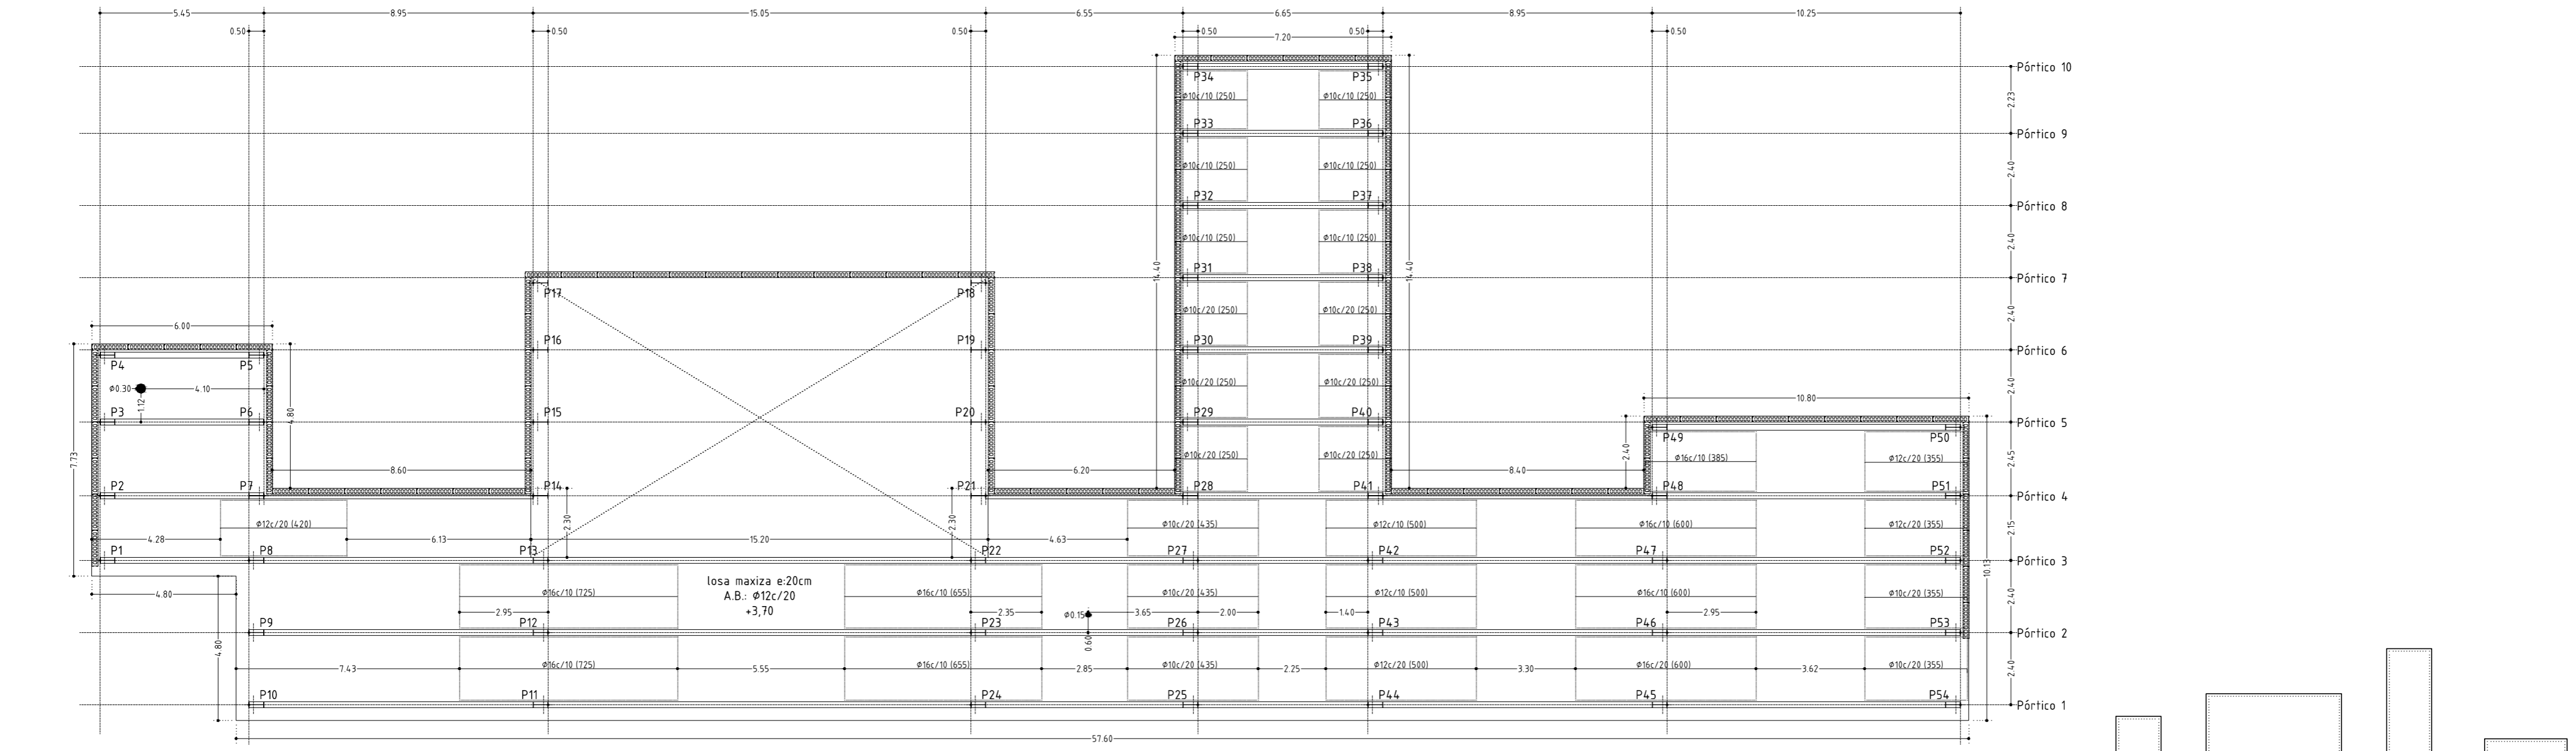 5.45 8.95 15.05 6.55 6.65 8.95 10.25
0.50 0.50 0.50 0.50 0.50 0.50
7.20
P34 P35 Pórtico 10
Ø10c/10 (250) Ø10c/10 (250) 2.23
P33 P36 Pórtico 9
Ø10c/10 (250) Ø10c/10 (250) 2.40
P32 P37 Pórtico 8
Ø10c/10 (250) Ø10c/10 (250) 2.40
14.40 14.40
P31 P38 Pórtico 7
P17 P18
Ø10c/20 (250) Ø10c/20 (250) 2.40
6.00
P16 P19 P30 P39 Pórtico 6
P4 P5
Ø0.30 4.10 Ø10c/20 (250) Ø10c/20 (250) 2.40
1.12
10.80
P3 P6 P15 P20 P29 P40 Pórtico 5
4.80
P49 P50
7.73 2.40 2.45
Ø10c/20 (250) Ø10c/20 (250) Ø16c/10 (385) Ø12c/20 (355)
8.60 6.20 8.40
P2 P7 P14 P21 P28 P41 P48 P51 Pórtico 4
Ø12c/20 (420) 2.30 2.30 Ø10c/20 (435) Ø12c/10 (500) Ø16c/10 (600) Ø12c/20 (355) 2.15
4.28 6.13 15.20 4.63
P1 P8 P13 P22 P27 P42 P47 P52 Pórtico 3
10.13
losa maxiza e:20cm
4.80 Ø16c/10 (725) A.B.: Ø12c/20 Ø16c/10 (655) Ø10c/20 (435) Ø12c/10 (500) Ø16c/10 (600) Ø10c/20 (355) 2.40
2.95 +3,70 2.35 Ø0.15 3.65 2.00 1.40 2.95
P9 P12 P23 P26 P43 P46 P53 Pórtico 2
4.80 0.60
7.43 Ø16c/10 (725) 5.55 Ø16c/10 (655) 2.85 Ø10c/20 (435) 2.25 Ø12c/20 (500) 3.30 Ø16c/20 (600) 3.62 Ø10c/20 (355) 2.40
P10 P11 P24 P25 P44 P45 P54 Pórtico 1
57.60